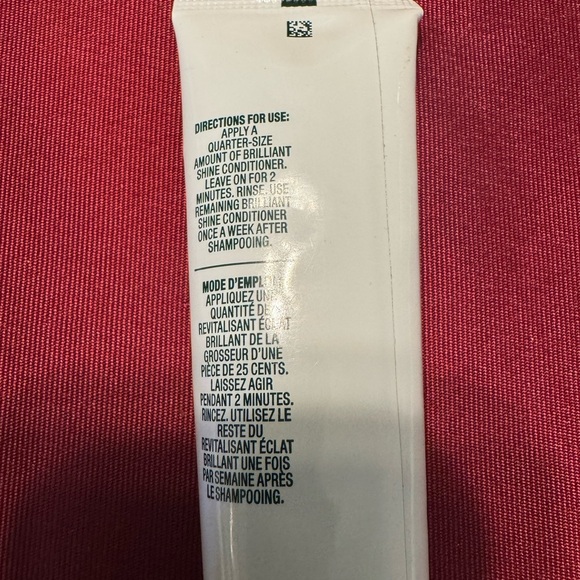 DIRECTIONS FOR USE:
APPLY A
QUARTER-SIZE
AMOUNT OF BRILLIANT
SHINE CONDITIONER.
LEAVE ON FOR 2
MINUTES. RINSE. USE
REMAINING BRILLIANT
SHINE CONDITIONER
ONCE A WEEK AFTER
SHAMPOOING.
MODE D'EMPLOI:
APPLIQUEZ UNE
QUANTITÉ DE
REVITALISANT ÉCLAT
BRILLANT DE LA
GROSSEUR D'UNE
PIÈCE DE 25 CENTS.
LAISSEZ AGIR
PENDANT 2 MINUTES.
RINCEZ. UTILISEZ LE
RESTE DU
REVITALISANT ÉCLAT
BRILLANT UNE FOIS
PAR SEMAINE APRÈS
LE SHAMPOOING.